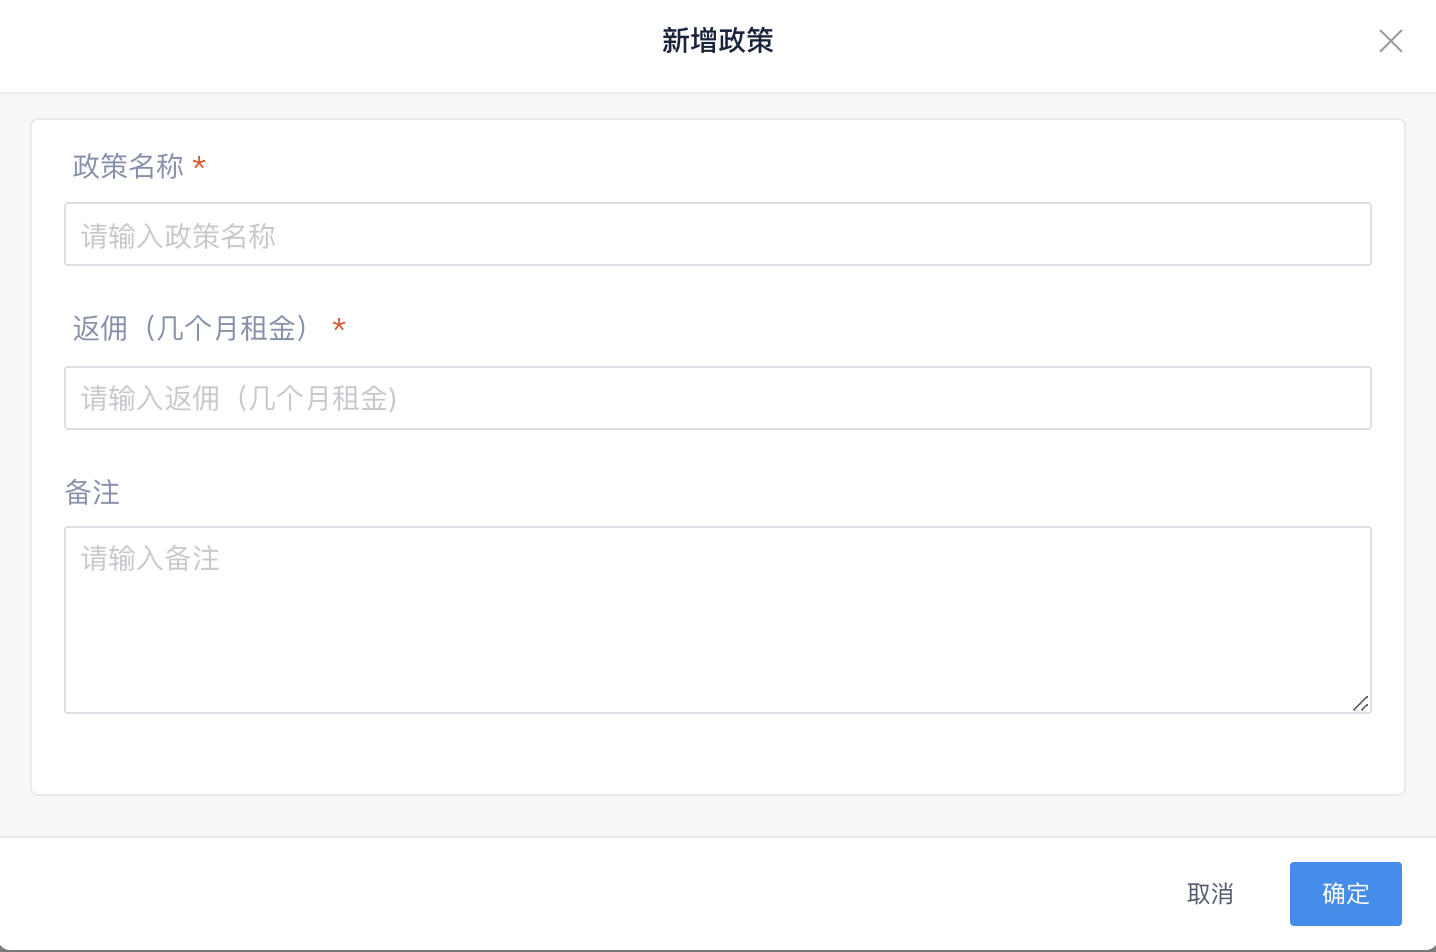 新增政策
政策名称 *
请输入政策名称
返佣（几个月租金） *
请输入返佣（几个月租金)
备注
请输入备注
取消 确定